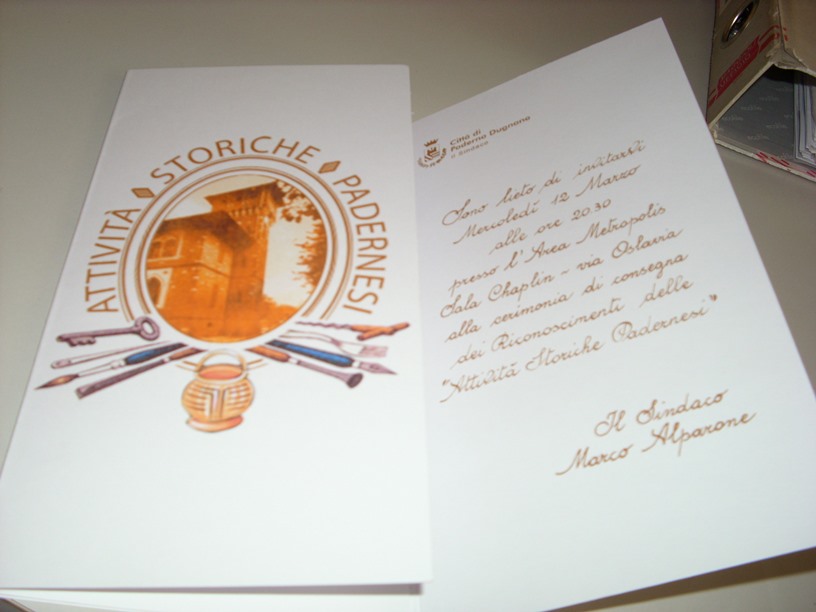 ATTIVITÀ STORICHE PADERNESI
Città di
Paderno Dugnano
Il Sindaco
Sono lieto di invitarVi
Mercoledì 12 Marzo
alle ore 20.30
presso l'Area Metropolis
Sala Chaplin - via Oslavia
alla cerimonia di consegna
dei Riconoscimenti delle
"Attività Storiche Padernesi"
Il Sindaco
Marco Alparone